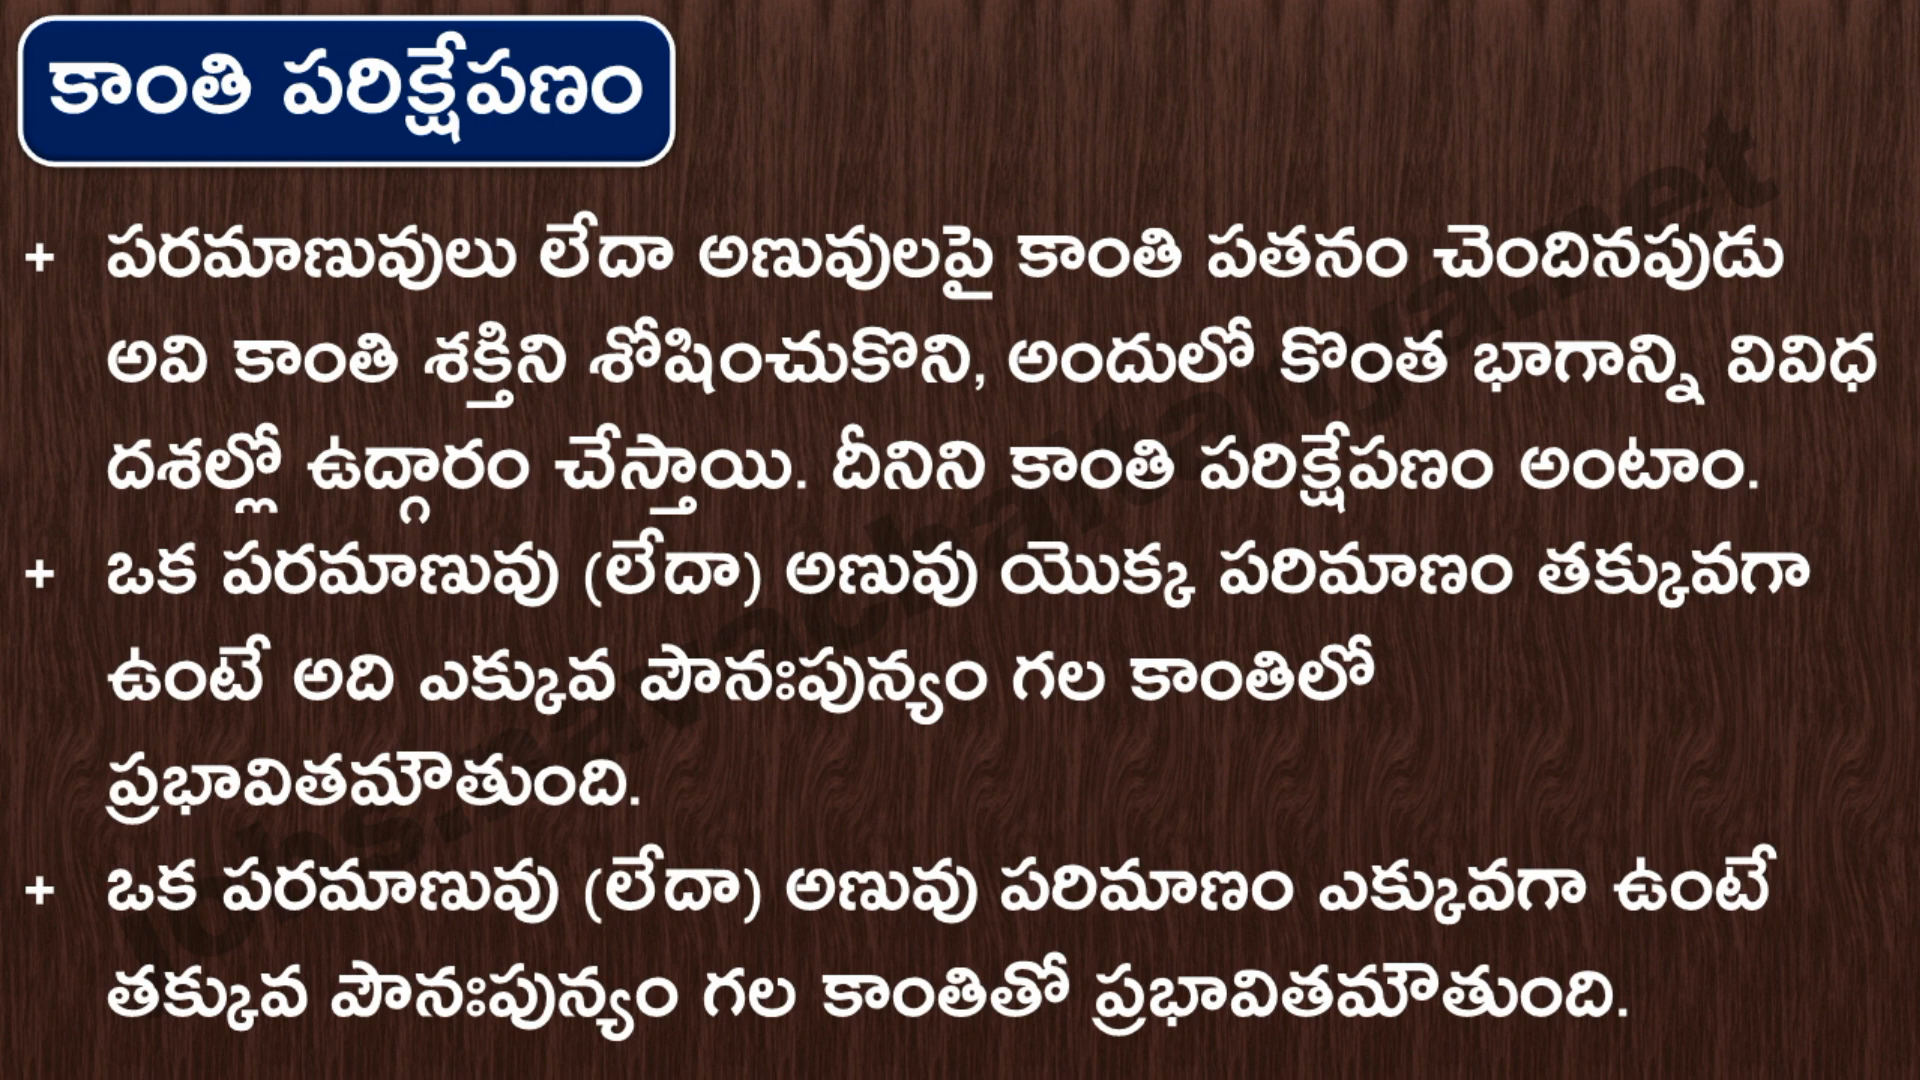 కాంతి పరిక్షేపణం
+ పరమాణువులు లేదా అణువులపై కాంతి పతనం చెందినపుడు
అవి కాంతి శక్తిని శోషించుకొని, అందులో కొంత భాగాన్ని వివిధ
దశల్లో ఉద్గారం చేస్తాయి. దీనిని కాంతి పరిక్షేపణం అంటాం.
+ ఒక పరమాణువు (లేదా) అణువు యొక్క పరిమాణం తక్కువగా
ఉంటే అది ఎక్కువ పౌనఃపున్యం గల కాంతిలో
ప్రభావితమౌతుంది.
+ ఒక పరమాణువు (లేదా) అణువు పరిమాణం ఎక్కువగా ఉంటే
తక్కువ పౌనఃపున్యం గల కాంతితో ప్రభావితమౌతుంది.